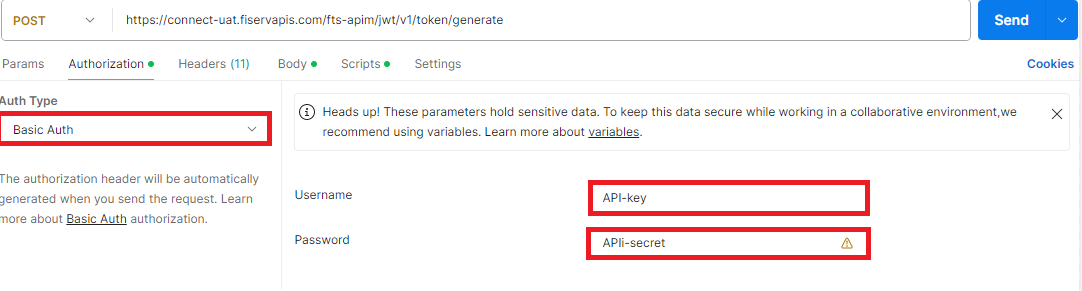 POST https://connect-uat.fiservapis.com/fts-apim/jwt/v1/token/generate Send
Params Authorization Headers (11) Body Scripts Settings Cookies
Auth Type
Basic Auth
The authorization header will be automatically
generated when you send the request. Learn
more about Basic Auth authorization.
Heads up! These parameters hold sensitive data. To keep this data secure while working in a collaborative environment,we
recommend using variables. Learn more about variables.
Username API-key
Password APIi-secret